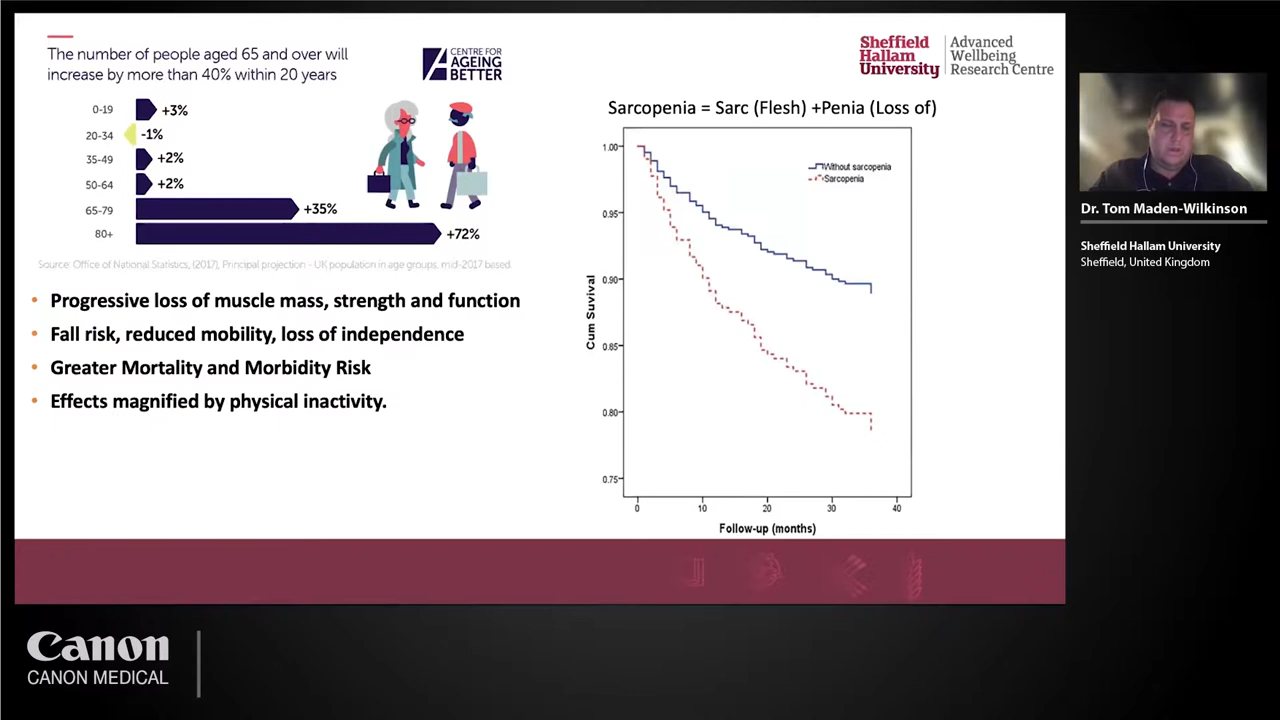 The number of people aged 65 and over will
increase by more than 40% within 20 years
CENTRE FOR
AGEING
BETTER
0-19
+3%
20-34
-1%
35-49
+2%
50-64
+2%
65-79
+35%
80+
+72%
Source: Office of National Statistics, (2017), Principal projection - UK population in age groups, mid-2017 based.
• Progressive loss of muscle mass, strength and function
• Fall risk, reduced mobility, loss of independence
• Greater Mortality and Morbidity Risk
• Effects magnified by physical inactivity.
Sheffield
Hallam
University
Advanced
Wellbeing
Research Centre
Sarcopenia = Sarc (Flesh) +Penia (Loss of)
Without sarcopenia
Sarcopenia
1.00
0.95
0.90
0.85
0.80
0.75
Cum Suvival
0 10 20 30 40
Follow-up (months)
Dr. Tom Maden-Wilkinson
Sheffield Hallam University
Sheffield, United Kingdom
Canon
CANON MEDICAL